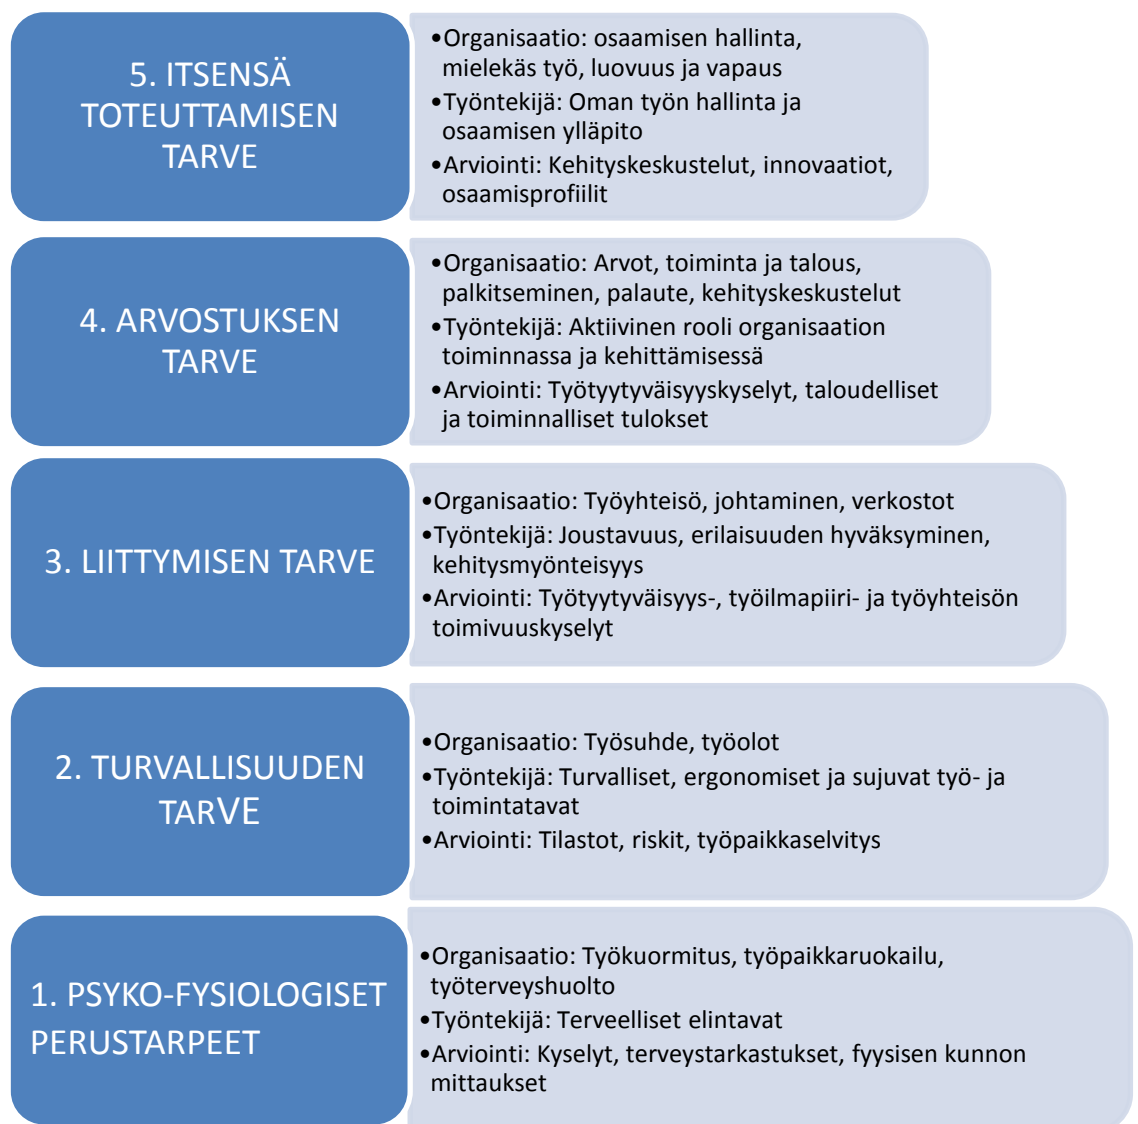 5. ITSENSÄ
TOTEUTTAMISEN
TARVE
•Organisaatio: osaamisen hallinta,
mielekäs työ, luovuus ja vapaus
•Työntekijä: Oman työn hallinta ja
osaamisen ylläpito
•Arviointi: Kehityskeskustelut, innovaatiot,
osaamisprofiilit
4. ARVOSTUKSEN
TARVE
•Organisaatio: Arvot, toiminta ja talous,
palkitseminen, palaute, kehityskeskustelut
•Työntekijä: Aktiivinen rooli organisaation
toiminnassa ja kehittämisessä
•Arviointi: Työtyytyväisyyskyselyt, taloudelliset
ja toiminnalliset tulokset
3. LIITTYMISEN TARVE
•Organisaatio: Työyhteisö, johtaminen, verkostot
•Työntekijä: Joustavuus, erilaisuuden hyväksyminen,
kehitysmyönteisyys
•Arviointi: Työtyytyväisyys-, työilmapiiri- ja työyhteisön
toimivuuskyselyt
2. TURVALLISUUDEN
TARVE
•Organisaatio: Työsuhde, työolot
•Työntekijä: Turvalliset, ergonomiset ja sujuvat työ- ja
toimintatavat
•Arviointi: Tilastot, riskit, työpaikkaselvitys
1. PSYKO-FYSIOLOGISET
PERUSTARPEET
•Organisaatio: Työkuormitus, työpaikkaruokailu,
työterveyshuolto
•Työntekijä: Terveelliset elintavat
•Arviointi: Kyselyt, terveystarkastukset, fyysisen kunnon
mittaukset